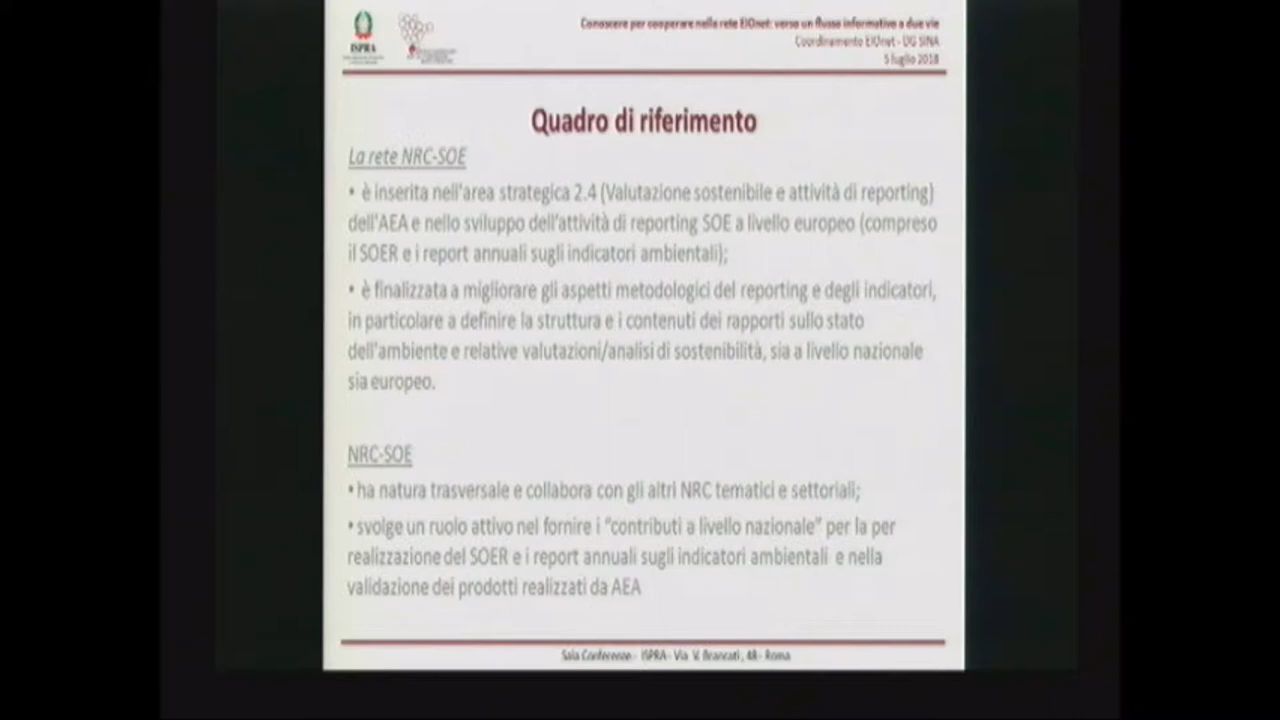 Conoscere per cooperare nella rete EIOnet: verso un flusso informativo a due vie
Coordinamento EIOnet - DG SINA
5 luglio 2018
ISPRA
Quadro di riferimento
La rete NRC-SOE
• è inserita nell'area strategica 2.4 (Valutazione sostenibile e attività di reporting)
dell'AEA e nello sviluppo dell'attività di reporting SOE a livello europeo (compreso
il SOER e i report annuali sugli indicatori ambientali);
• è finalizzata a migliorare gli aspetti metodologici del reporting e degli indicatori,
in particolare a definire la struttura e i contenuti dei rapporti sullo stato
dell'ambiente e relative valutazioni/analisi di sostenibilità, sia a livello nazionale
sia europeo.
NRC-SOE
• ha natura trasversale e collabora con gli altri NRC tematici e settoriali;
• svolge un ruolo attivo nel fornire i "contributi a livello nazionale" per la per
realizzazione del SOER e i report annuali sugli indicatori ambientali e nella
validazione dei prodotti realizzati da AEA
Sala Conferenze - ISPRA - Via V. Brancati, 48 - Roma